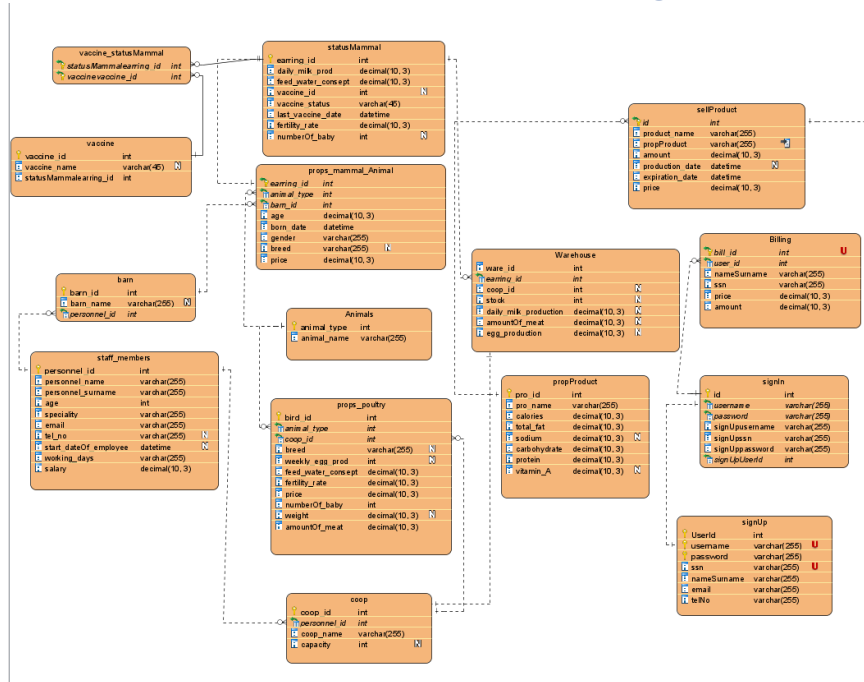 vaccine_statusMammal
statusMammalearring_id int
vaccinevaccine_id int
statusMammal
earring_id int
daily_milk_prod decimal(10, 3)
feed_water_consept decimal(10, 3)
vaccine_id int N
vaccine_status varchar(45)
last_vaccine_date datetime
fertility_rate decimal(10, 3)
numberOf_baby int N
vaccine
vaccine_id int
vaccine_name varchar(45) N
statusMammalearring_id int
props_mammal_Animal
earring_id int
animal_type int
barn_id int
age decimal(10, 3)
born_date datetime
gender varchar(255)
breed varchar(255) N
price decimal(10, 3)
sellProduct
id int
product_name varchar(255)
propProduct varchar(255)
amount decimal(10, 3)
production_date datetime N
expiration_date datetime
price decimal(10, 3)
Warehouse
ware_id int
earring_id int
coop_id int N
stock int N
daily_milk_production decimal(10, 3) N
amountOf_meat decimal(10, 3) N
egg_production decimal(10, 3) N
Billing
bill_id int U
user_id int
nameSurname varchar(255)
ssn varchar(255)
price decimal(10, 3)
amount decimal(10, 3)
barn
barn_id int
barn_name varchar(255) N
personnel_id int
Animals
animal_type int
animal_name varchar(255)
staff_members
personnel_id int
personnel_name varchar(255)
personnel_surname varchar(255)
age int
speciality varchar(255)
email varchar(255)
tel_no varchar(255) N
start_dateOf_employee datetime N
working_days varchar(255)
salary decimal(10, 3)
props_poultry
bird_id int
animal_type int
coop_id int
breed varchar(255) N
weekly_egg_prod int N
feed_water_consept decimal(10, 3)
fertility_rate decimal(10, 3)
price decimal(10, 3)
numberOf_baby int
weight decimal(10, 3) N
amountOf_meat decimal(10, 3)
propProduct
pro_id int
pro_name varchar(255)
calories decimal(10, 3)
total_fat decimal(10, 3)
sodium decimal(10, 3) N
carbohydrate decimal(10, 3)
protein decimal(10, 3)
vitamin_A decimal(10, 3) N
signIn
id int
username varchar(255)
password varchar(255)
signUpusername varchar(255)
signUpssn varchar(255)
signUppassword varchar(255)
signUpUserId int
signUp
UserId int
username varchar(255) U
password varchar(255)
ssn varchar(255) U
nameSurname varchar(255)
email varchar(255)
telNo varchar(255)
coop
coop_id int
personnel_id int
coop_name varchar(255)
capacity int N